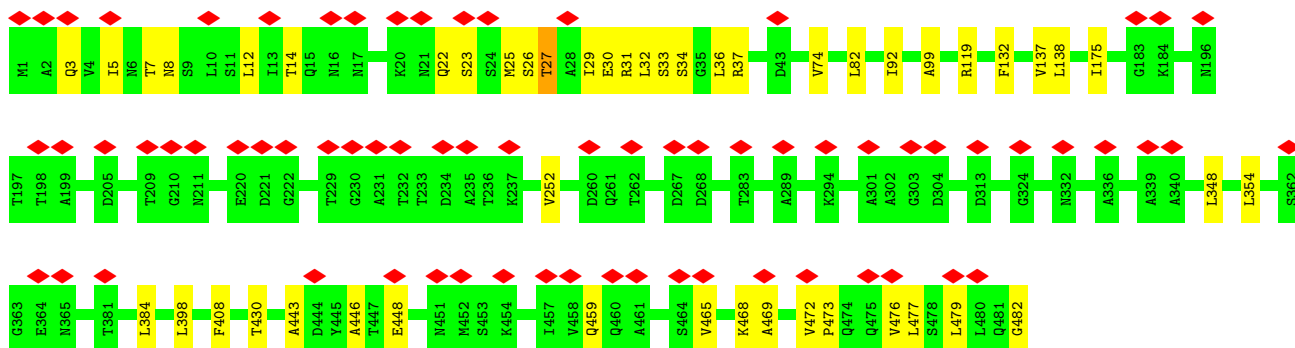 M1 A2 Q3 V4 I5 N6 T7 N8 S9 L10 S11 L12 I13 T14 Q15 N16 N17 K20 N21 Q22 S23 S24 M25 S26 T27 A28 I29 E30 R31 L32 S33 S34 G35 L36 R37 D43 V74 L82 I92 A99 R119 F132 V137 L138 I175 G183 K184 N196
T197 T198 A199 D205 T209 G210 N211 E220 D221 G222 T229 G230 A231 T232 T233 D234 A235 T236 K237 V252 D260 Q261 T262 D267 D268 T283 A289 K294 A301 A302 G303 D304 D313 G324 N332 A336 A339 A340 L348 L354 S362
G363 E364 N365 T381 L384 L398 F408 T430 A443 D444 Y445 A446 T447 E448 N451 M452 S453 K454 I457 V458 Q459 Q460 A461 S464 V465 K468 A469 V472 P473 Q474 Q475 V476 L477 S478 L479 L480 Q481 G482